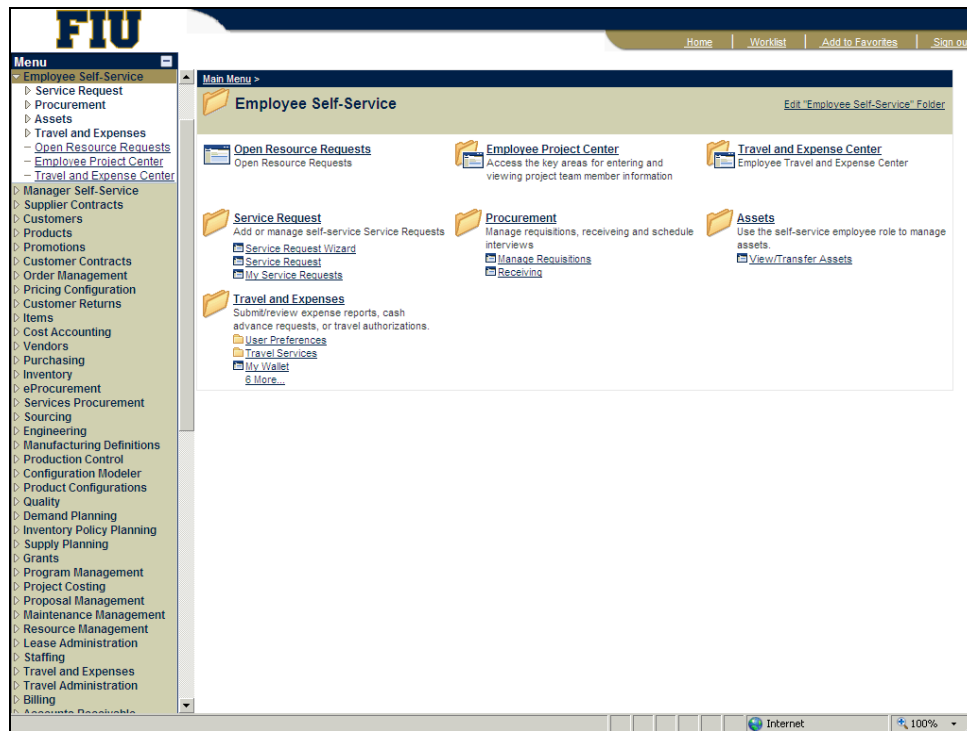 FIU
Home Worklist Add to Favorites Sign ou
Menu
Employee Self-Service
Service Request
Procurement
Assets
Travel and Expenses
Open Resource Requests
Employee Project Center
Travel and Expense Center
Manager Self-Service
Supplier Contracts
Customers
Products
Promotions
Customer Contracts
Order Management
Pricing Configuration
Customer Returns
Items
Cost Accounting
Vendors
Purchasing
Inventory
eProcurement
Services Procurement
Sourcing
Engineering
Manufacturing Definitions
Production Control
Configuration Modeler
Product Configurations
Quality
Demand Planning
Inventory Policy Planning
Supply Planning
Grants
Program Management
Project Costing
Proposal Management
Maintenance Management
Resource Management
Lease Administration
Staffing
Travel and Expenses
Travel Administration
Billing
Accounts Receivable
Main Menu >
Employee Self-Service
Edit "Employee Self-Service" Folder
Open Resource Requests
Open Resource Requests
Employee Project Center
Access the key areas for entering and
viewing project team member information
Travel and Expense Center
Employee Travel and Expense Center
Service Request
Add or manage self-service Service Requests
Service Request Wizard
Service Request
My Service Requests
Procurement
Manage requisitions, receiveing and schedule
interviews
Manage Requisitions
Receiving
Assets
Use the self-service employee role to manage
assets.
View/Transfer Assets
Travel and Expenses
Submit/review expense reports, cash
advance requests, or travel authorizations.
User Preferences
Travel Services
My Wallet
6 More...
Internet
100%